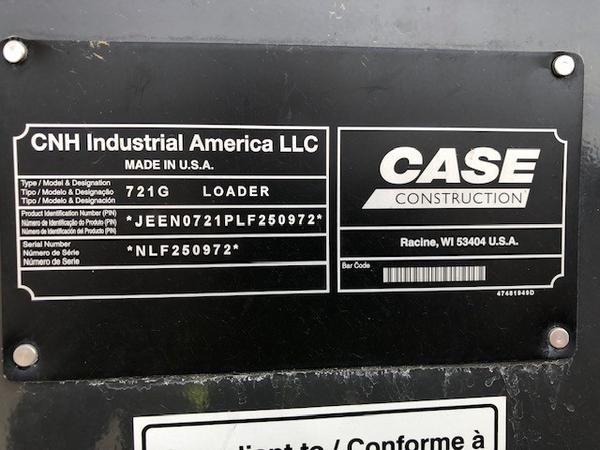 CNH Industrial America LLC
MADE IN U.S.A.
Type / Model & Designation
Tipo / Modelo & Designação
Tipo / Modelo & Designación
721G LOADER
Product Identification Number (PIN)
Número de Identificação do Produto (PIN)
Número de Identificación del Producto (PIN)
*JEEN0721PLF250972*
Serial Number
Número de Série
Número de Serie
*NLF250972*
CASE
CONSTRUCTION
Racine, WI 53404 U.S.A.
Bar Code
47481949D
to / Conforme à